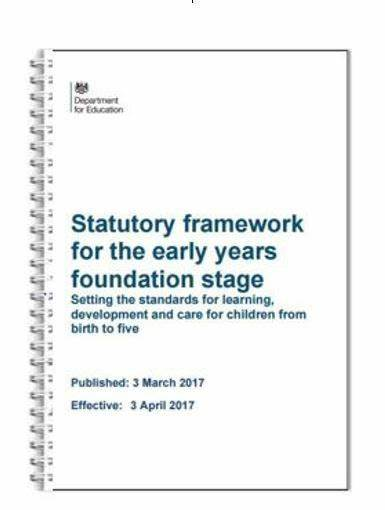 Department
for Education
Statutory framework
for the early years
foundation stage
Setting the standards for learning,
development and care for children from
birth to five
Published: 3 March 2017
Effective:  3 April 2017